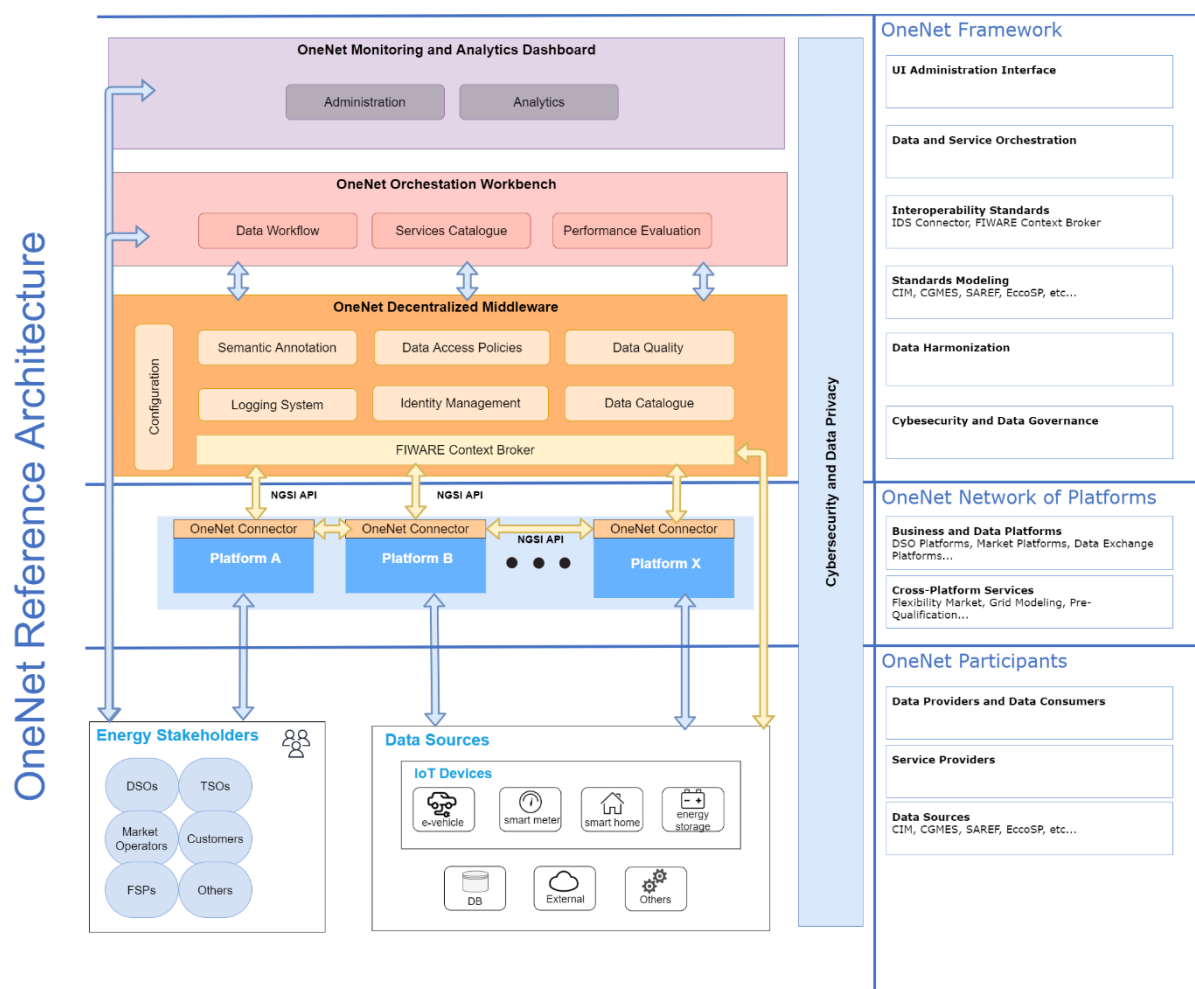 OneNet Reference Architecture
OneNet Monitoring and Analytics Dashboard
Administration
Analytics
OneNet Orchestation Workbench
Data Workflow
Services Catalogue
Performance Evaluation
OneNet Decentralized Middleware
Configuration
Semantic Annotation
Data Access Policies
Data Quality
Logging System
Identity Management
Data Catalogue
FIWARE Context Broker
NGSI API
NGSI API
OneNet Connector
OneNet Connector
OneNet Connector
NGSI API
Platform A
Platform B
Platform X
Energy Stakeholders
DSOs
TSOs
Market
Operators
Customers
FSPs
Others
Data Sources
IoT Devices
e-vehicle
smart meter
smart home
energy
storage
DB
External
Others
Cybersecurity and Data Privacy
OneNet Framework
UI Administration Interface
Data and Service Orchestration
Interoperability Standards
IDS Connector, FIWARE Context Broker
Standards Modeling
CIM, CGMES, SAREF, EccoSP, etc...
Data Harmonization
Cybesecurity and Data Governance
OneNet Network of Platforms
Business and Data Platforms
DSO Platforms, Market Platforms, Data Exchange
Platforms...
Cross-Platform Services
Flexibility Market, Grid Modeling, Pre-
Qualification...
OneNet Participants
Data Providers and Data Consumers
Service Providers
Data Sources
CIM, CGMES, SAREF, EccoSP, etc...